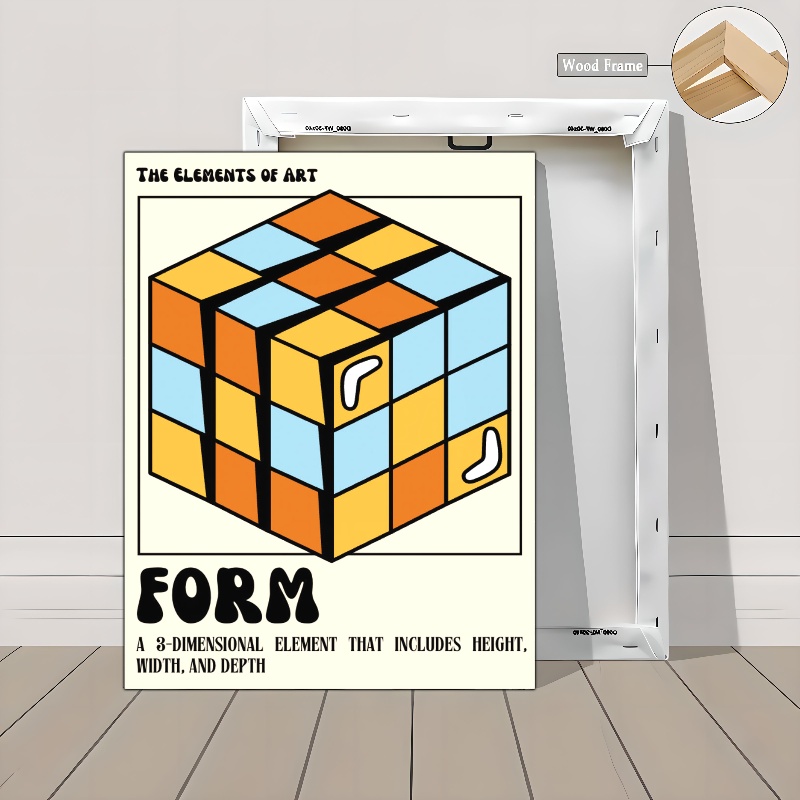 Wood Frame
THE ELEMENTS OF ART
FORM
A 3-DIMENSIONAL ELEMENT THAT INCLUDES HEIGHT,
WIDTH, AND DEPTH